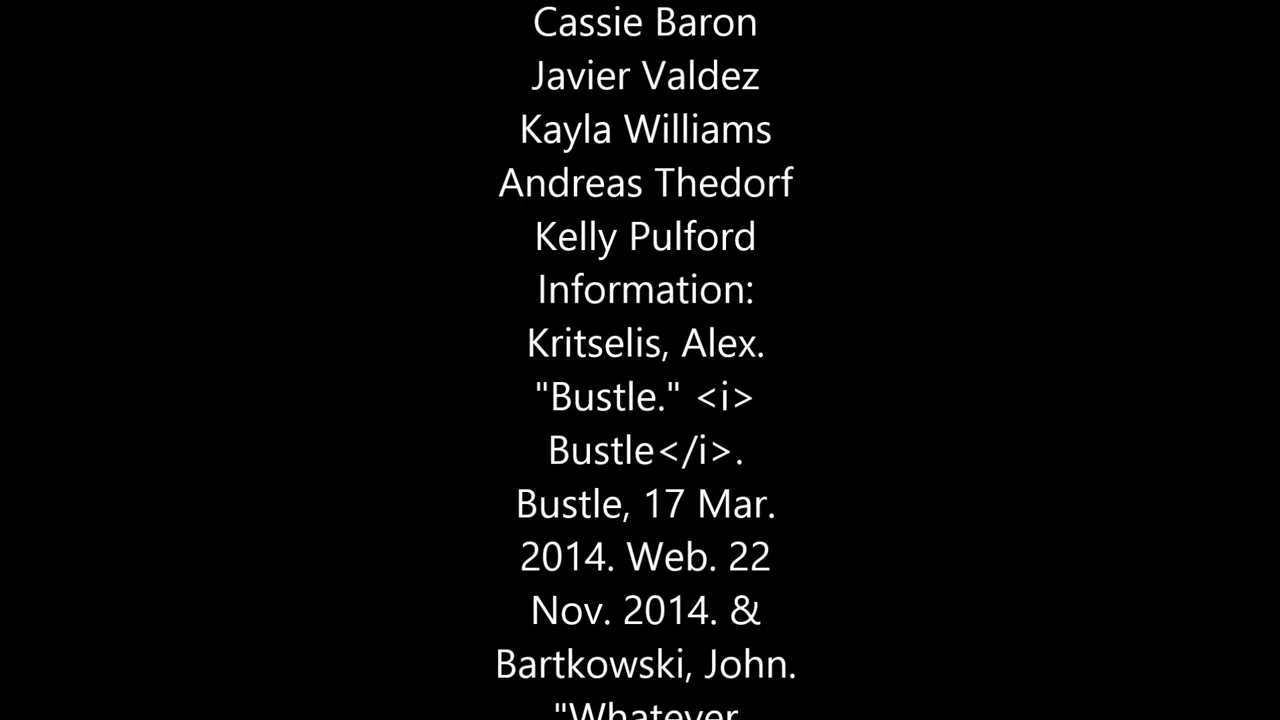 Cassie Baron
Javier Valdez
Kayla Williams
Andreas Thedorf
Kelly Pulford
Information:
Kritselis, Alex.
"Bustle." <i>
Bustle</i>.
Bustle, 17 Mar.
2014. Web. 22
Nov. 2014. &
Bartkowski, John.
"Whatever